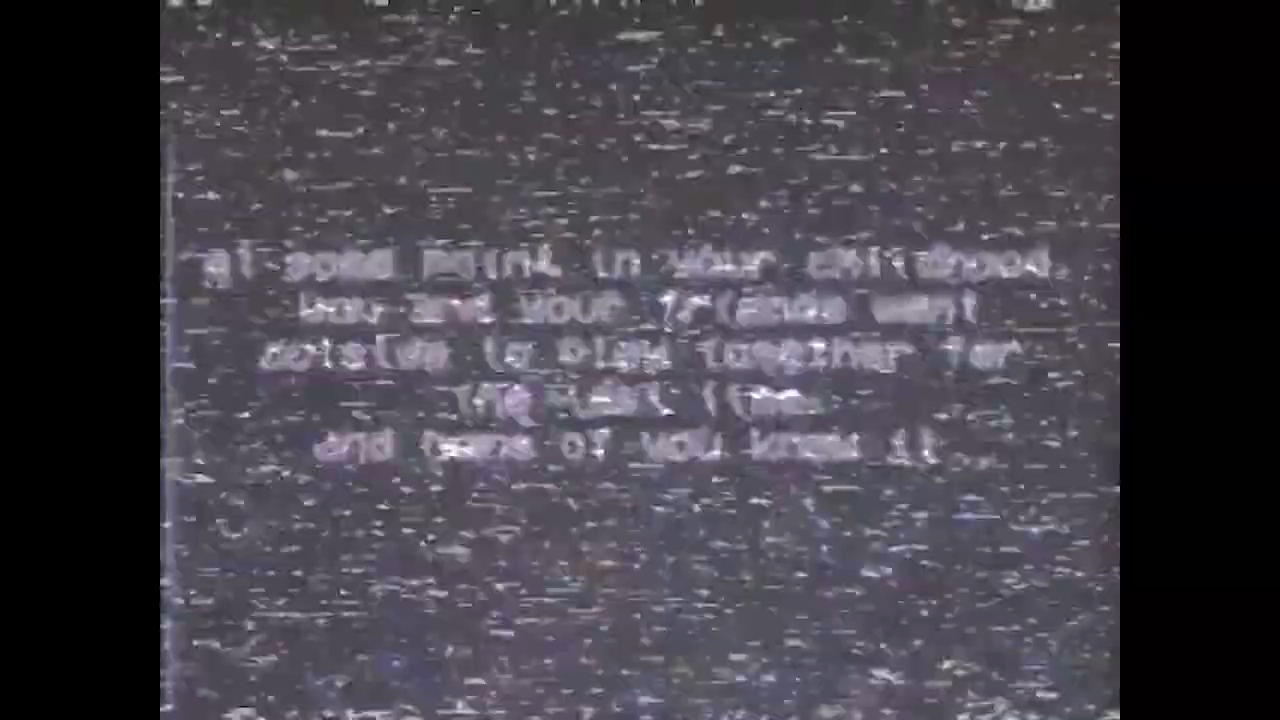 at some point in your childhood,
you and your friends went
outside to play together for
the last time.
and none of you knew it